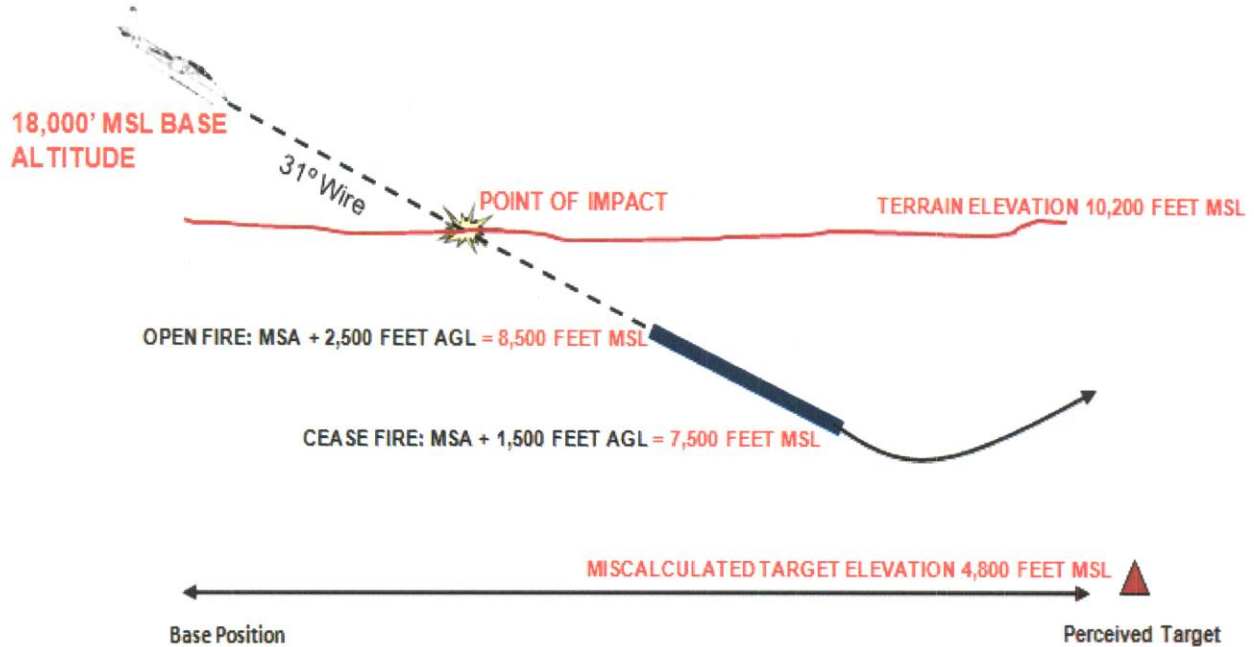 18,000' MSL BASE
ALTITUDE
31º Wire
POINT OF IMPACT
TERRAIN ELEVATION 10,200 FEET MSL
OPEN FIRE: MSA + 2,500 FEET AGL = 8,500 FEET MSL
CEASE FIRE: MSA + 1,500 FEET AGL = 7,500 FEET MSL
MISCALCULATED TARGET ELEVATION 4,800 FEET MSL
Base Position
Perceived Target